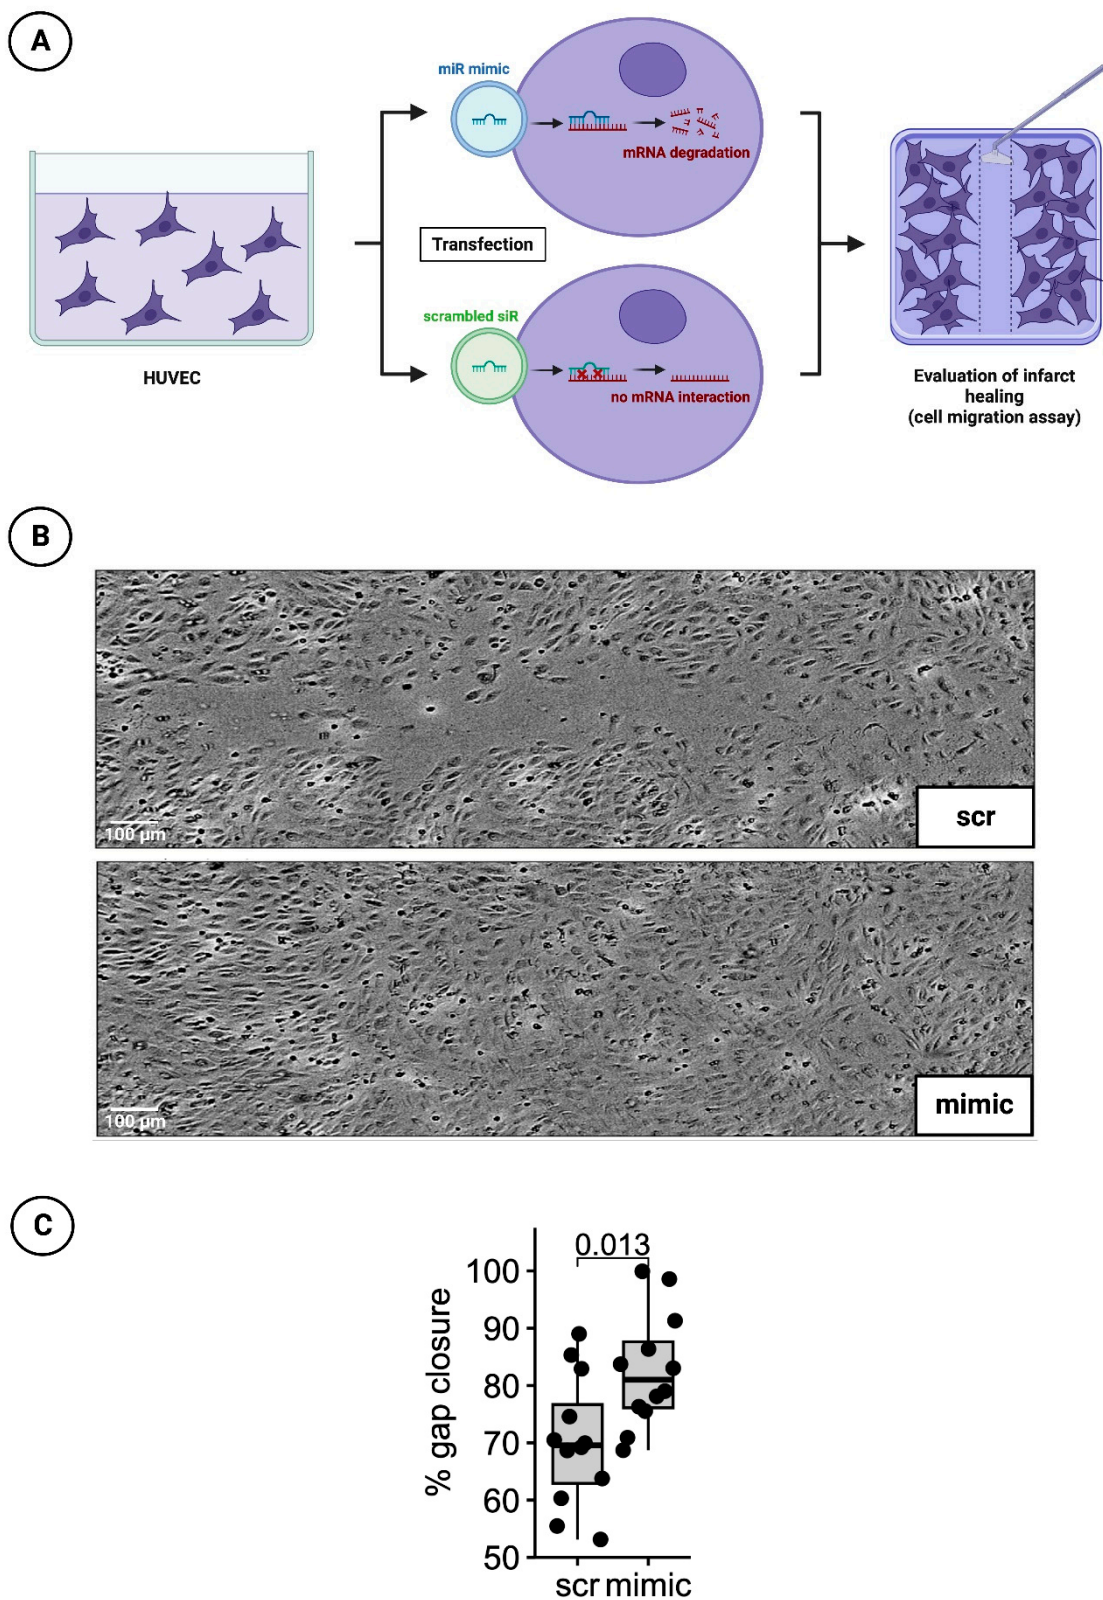 A
miR mimic
mRNA degradation
Transfection
scrambled siR
no mRNA interaction
HUVEC
Evaluation of infarct
healing
(cell migration assay)
B
100 µm
scr
100 µm
mimic
C
0.013
% gap closure
100
90
80
70
60
50
scr mimic